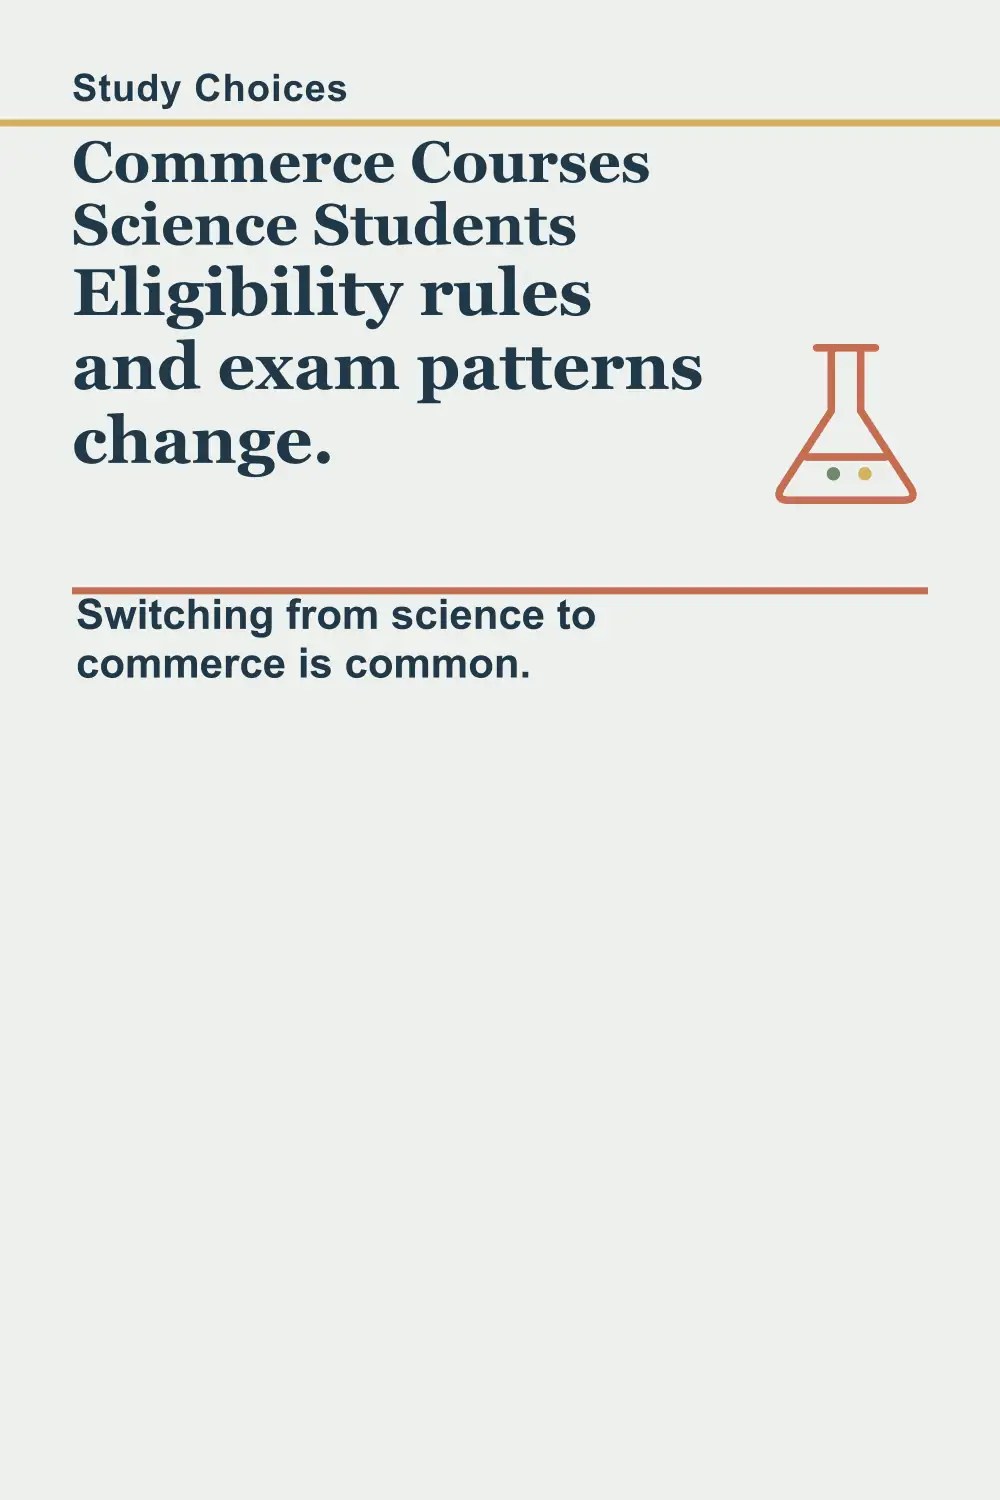 Study Choices
Commerce Courses
Science Students
Eligibility rules
and exam patterns
change.
Switching from science to
commerce is common.